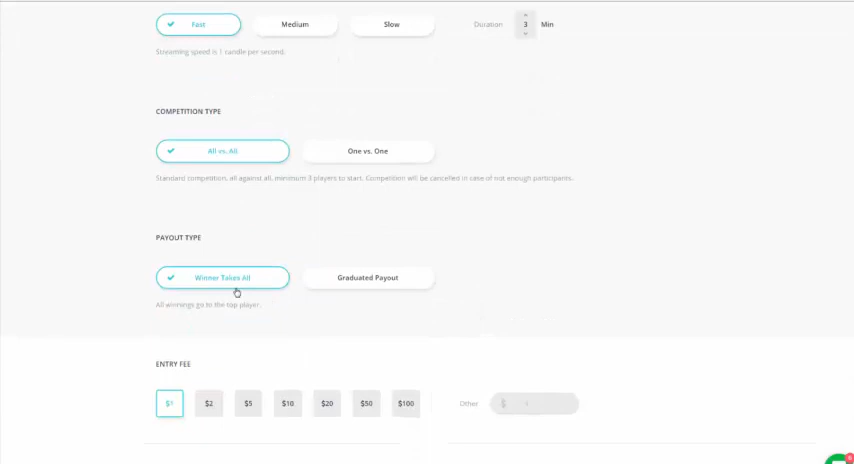 Fast Medium Slow Duration 3 Min
Streaming speed is 1 candle per second.
COMPETITION TYPE
All vs. All One vs. One
Standard competition, all against all, minimum 3 players to start. Competition will be cancelled in case of not enough participants.
PAYOUT TYPE
Winner Takes All Graduated Payout
All winnings go to the top player.
ENTRY FEE
$1 $2 $5 $10 $20 $50 $100 Other $